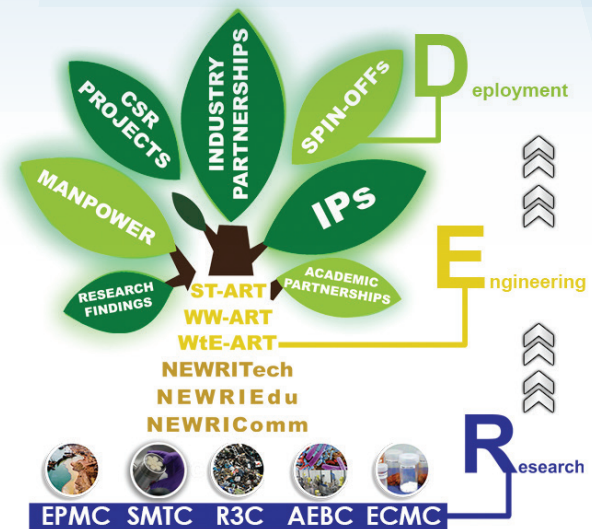 INDUSTRY
PARTNERSHIPS
CSR
PROJECTS
SPIN-OFFs
Deployment
MANPOWER
IPs
RESEARCH
FINDINGS
ACADEMIC
PARTNERSHIPS
Engineering
ST-ART
WW-ART
WtE-ART
NEWRITech
NEWRIEdu
NEWRIComm
Research
EPMC SMTC R3C AEBC ECMC